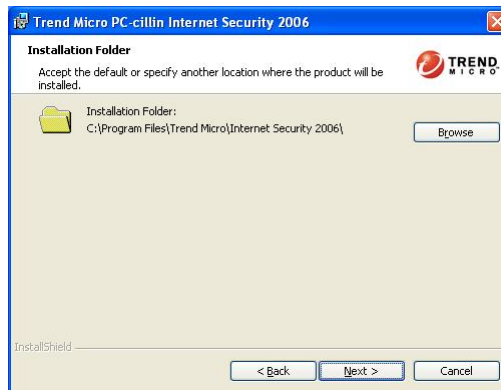 Trend Micro PC-cillin Internet Security 2006
Installation Folder
Accept the default or specify another location where the product will be
installed.
TREND
MICRO
Installation Folder:
C:\Program Files\Trend Micro\Internet Security 2006\
Browse
InstallShield
< Back
Next >
Cancel